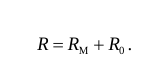 R = R_M + R_0.